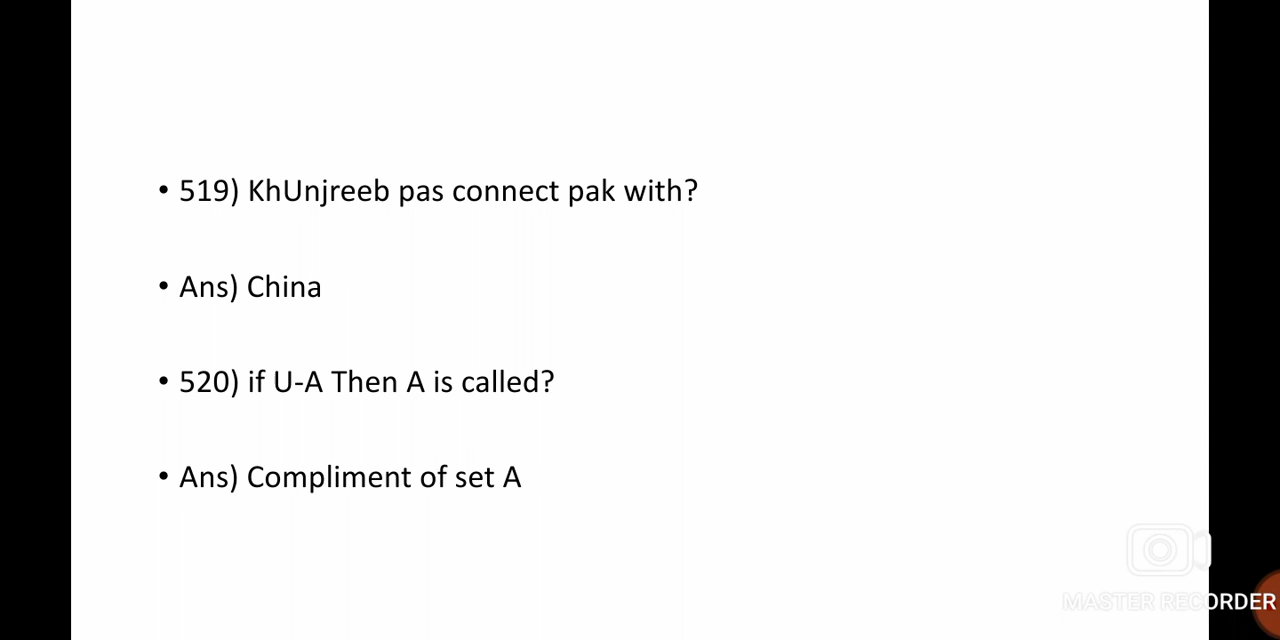 • 519) KhUnjreeb pas connect pak with?
• Ans) China
• 520) if U-A Then A is called?
• Ans) Compliment of set A
MASTER RECORDER